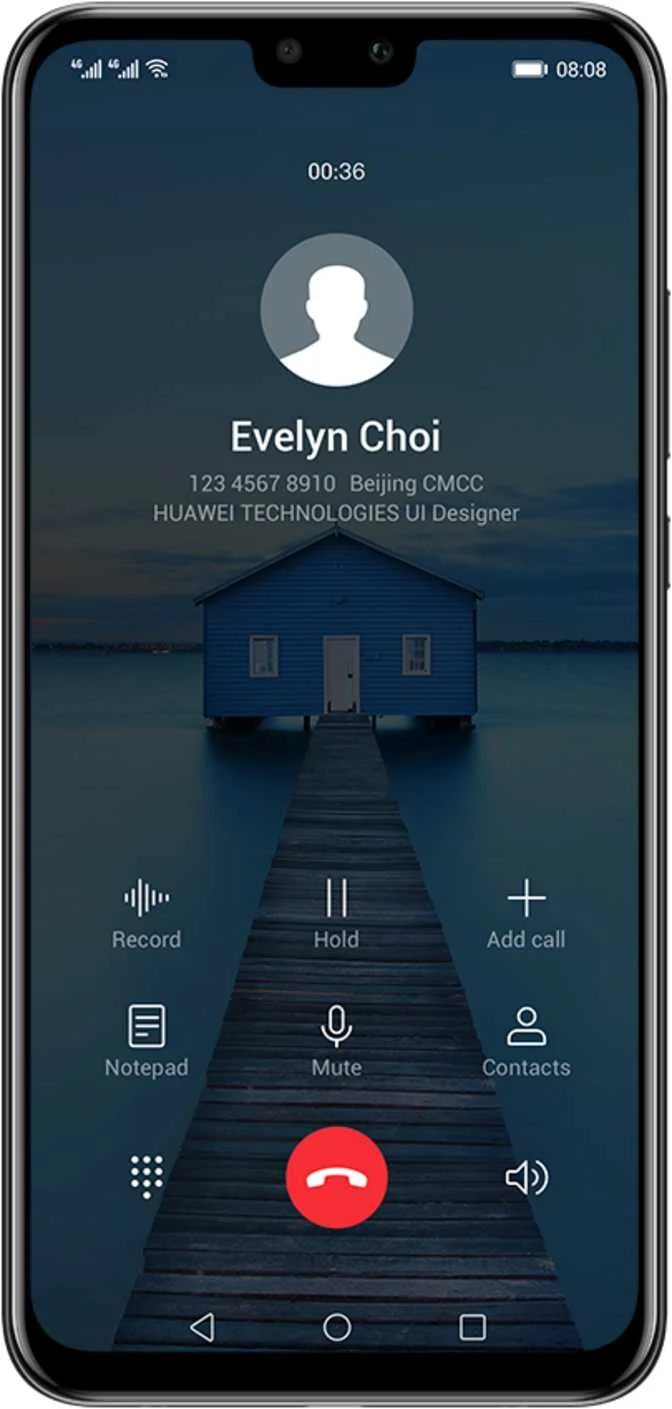 4G 4G 08:08
00:36
Evelyn Choi
123 4567 8910 Beijing CMCC
HUAWEI TECHNOLOGIES UI Designer
Record Hold Add call
Notepad Mute Contacts